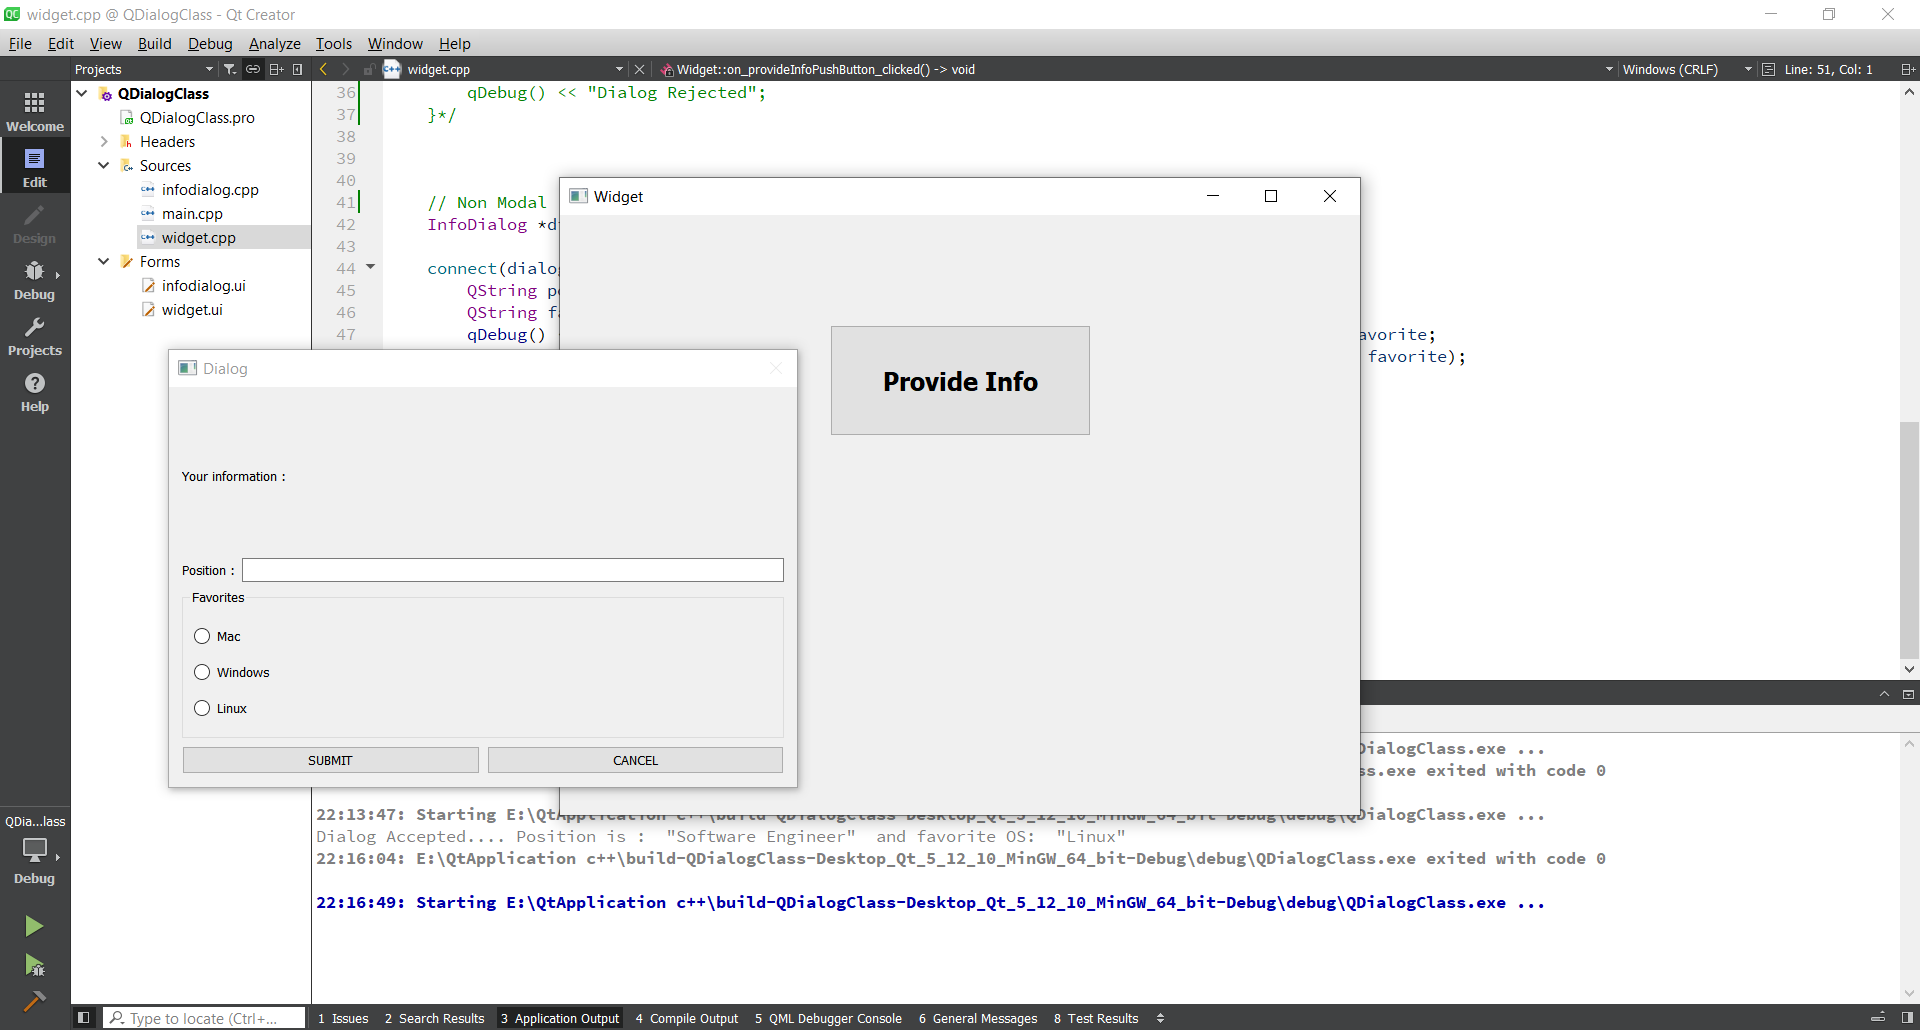 widget.cpp @ QDialogClass - Qt Creator
File Edit View Build Debug Analyze Tools Window Help
Projects
widget.cpp
Widget::on_provideInfoPushButton_clicked() -> void
Windows (CRLF)
Line: 51, Col: 1
Welcome
Edit
Design
Debug
Projects
Help
QDialogClass
QDialogClass.pro
Headers
Sources
infodialog.cpp
main.cpp
widget.cpp
Forms
infodialog.ui
widget.ui
36 qDebug() << "Dialog Rejected";
37 }*/
38
39
40
41 // Non Modal
42 InfoDialog *d
43
44 connect(dialo
45 QString p
46 QString f
47 qDebug() avorite;
favorite);
Widget
Provide Info
Dialog
Your information :
Position :
Favorites
Mac
Windows
Linux
SUBMIT CANCEL
DialogClass.exe ...
ss.exe exited with code 0
22:13:47: Starting E:\QtApplication c++\build-QDialogClass-Desktop_Qt_5_12_10_MinGW_64_bit-Debug\debug\QDialogClass.exe ...
Dialog Accepted.... Position is : "Software Engineer" and favorite OS: "Linux"
22:16:04: E:\QtApplication c++\build-QDialogClass-Desktop_Qt_5_12_10_MinGW_64_bit-Debug\debug\QDialogClass.exe exited with code 0
22:16:49: Starting E:\QtApplication c++\build-QDialogClass-Desktop_Qt_5_12_10_MinGW_64_bit-Debug\debug\QDialogClass.exe ...
QDia...lass
Debug
Type to locate (Ctrl+...
1 Issues 2 Search Results 3 Application Output 4 Compile Output 5 QML Debugger Console 6 General Messages 8 Test Results